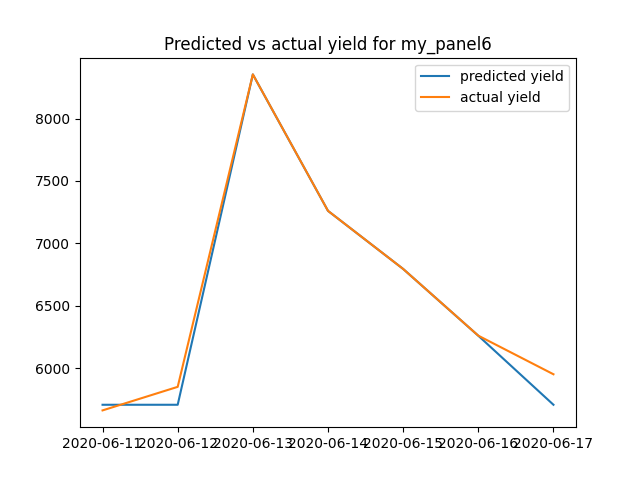 Predicted vs actual yield for my_panel6
predicted yield
actual yield
8000
7500
7000
6500
6000
2020-06-11 2020-06-12 2020-06-13 2020-06-14 2020-06-15 2020-06-16 2020-06-17